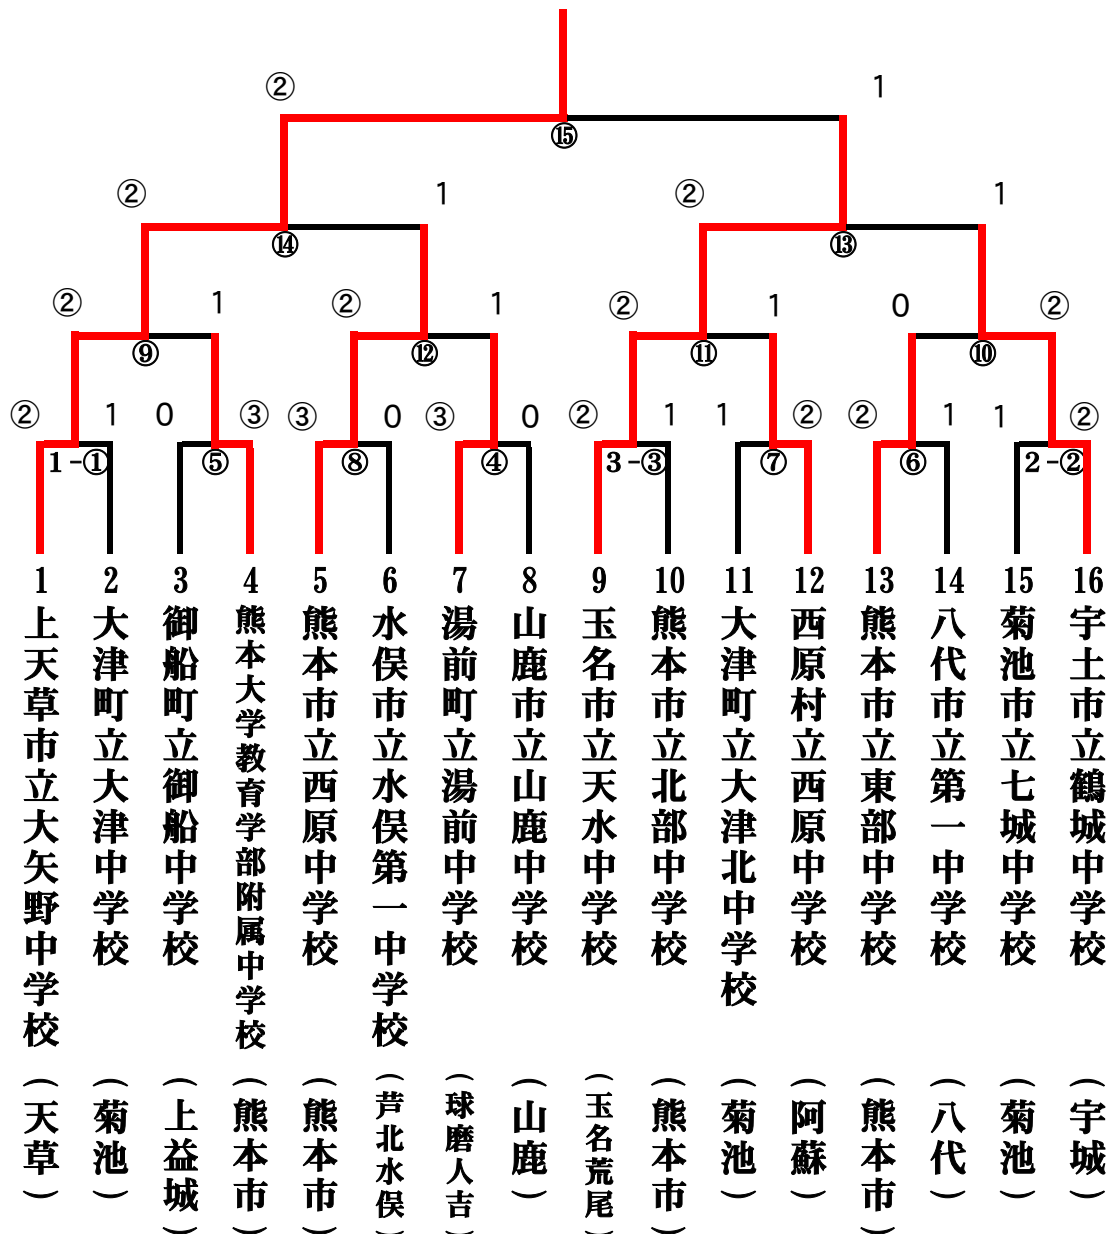 ② 1
⑮
② 1 ② 1
⑭ ⑬
② 1 ② 1 ② 1 0 ②
⑨ ⑫ ⑪ ⑩
② 1 0 ③ ③ 0 ③ 0 ② 1 1 ② ② 1 1 ②
1-① ⑤ ⑧ ④ 3-③ ⑦ ⑥ 2-②
1 上天草市立大矢野中学校 (天草)
2 大津町立大津中学校 (菊池)
3 御船町立御船中学校 (上益城)
4 熊本大学教育学部附属中学校 (熊本市)
5 熊本市立西原中学校 (熊本市)
6 水俣市立水俣第一中学校 (芦北水俣)
7 湯前町立湯前中学校 (球磨人吉)
8 山鹿市立山鹿中学校 (山鹿)
9 玉名市立天水中学校 (玉名荒尾)
10 熊本市立北部中学校 (熊本市)
11 大津町立大津北中学校 (菊池)
12 西原村立西原中学校 (阿蘇)
13 熊本市立東部中学校 (熊本市)
14 八代市立第一中学校 (八代)
15 菊池市立七城中学校 (菊池)
16 宇土市立鶴城中学校 (宇城)